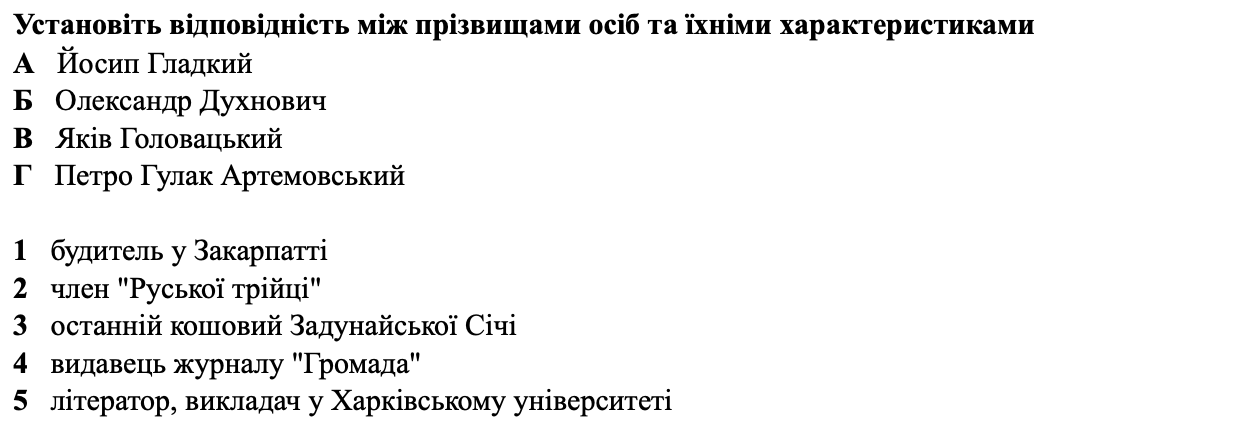 Установіть відповідність між прізвищами осіб та їхніми характеристиками
А Йосип Гладкий
Б Олександр Духнович
В Яків Головацький
Г Петро Гулак Артемовський
1 будитель у Закарпатті
2 член "Руської трійці"
3 останній кошовий Задунайської Січі
4 видавець журналу "Громада"
5 літератор, викладач у Харківському університеті